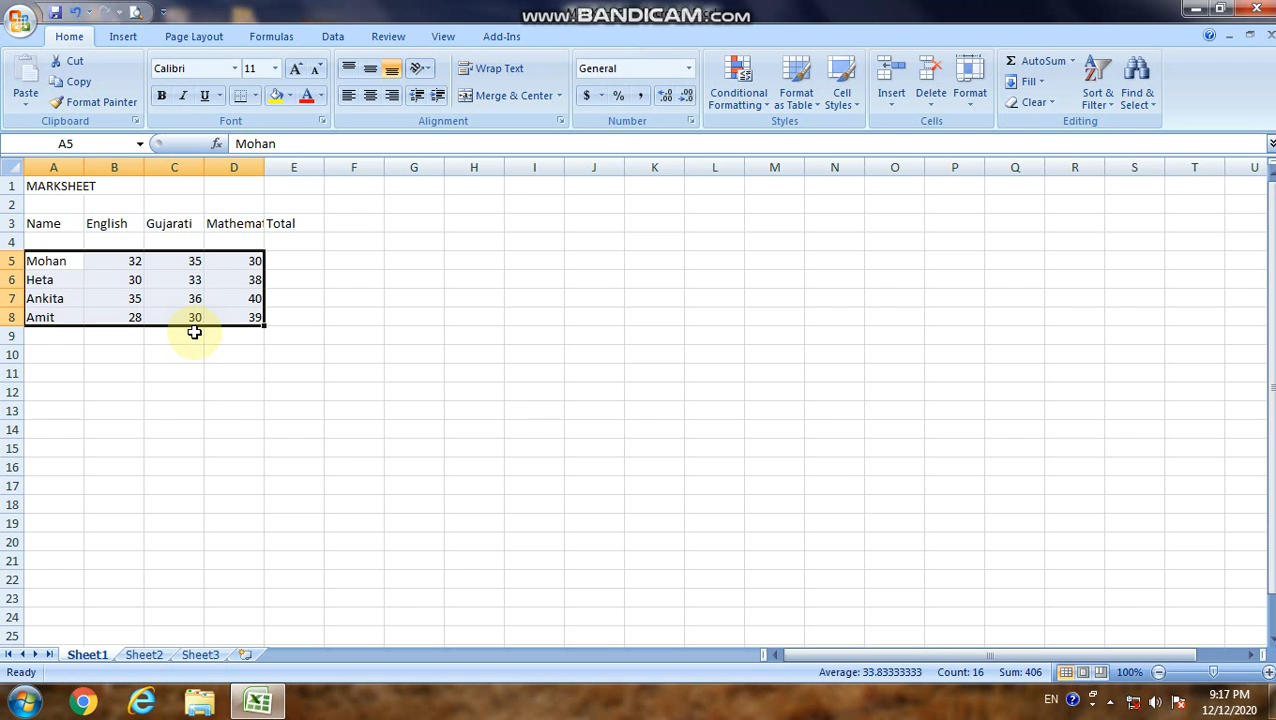 www.BANDICAM.com
Home Insert Page Layout Formulas Data Review View Add-Ins
Paste Cut Copy Format Painter Clipboard
Calibri 11 A A B I U A Font
Wrap Text Merge & Center Alignment
General $ % , .0 .00 .00 .0 Number
Conditional Formatting Format as Table Cell Styles Styles
Insert Delete Format Cells
Σ AutoSum Fill Clear Sort & Filter Find & Select Editing
A5 fx Mohan
A B C D E F G H I J K L M N O P Q R S T U
1 MARKSHEET
2
3 Name English Gujarati Mathemat Total
4
5 Mohan 32 35 30
6 Heta 30 33 38
7 Ankita 35 36 40
8 Amit 28 30 39
9
10
11
12
13
14
15
16
17
18
19
20
21
22
23
24
25
Sheet1 Sheet2 Sheet3
Ready Average: 33.83333333 Count: 16 Sum: 406 100%
EN 9:17 PM
12/12/2020